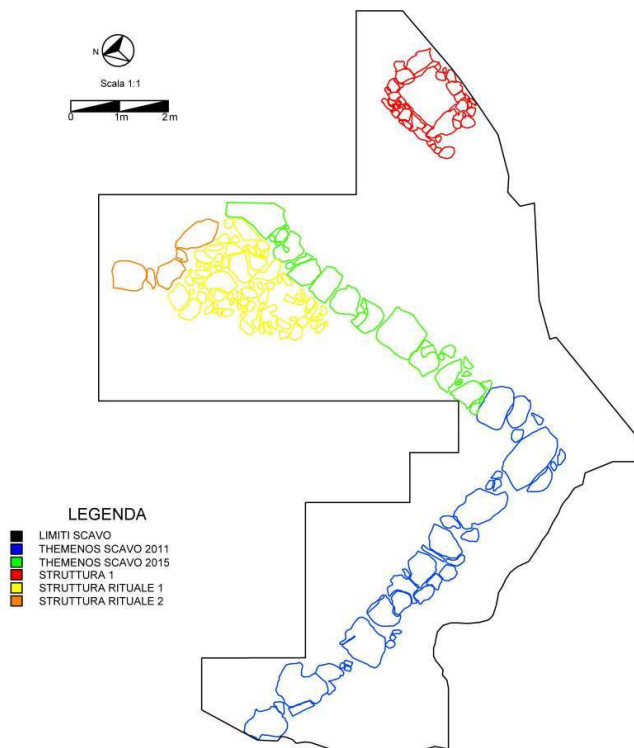 N
Scala 1:1
0 1m 2m
LEGENDA
LIMITI SCAVO
THEMENOS SCAVO 2011
THEMENOS SCAVO 2015
STRUTTURA 1
STRUTTURA RITUALE 1
STRUTTURA RITUALE 2